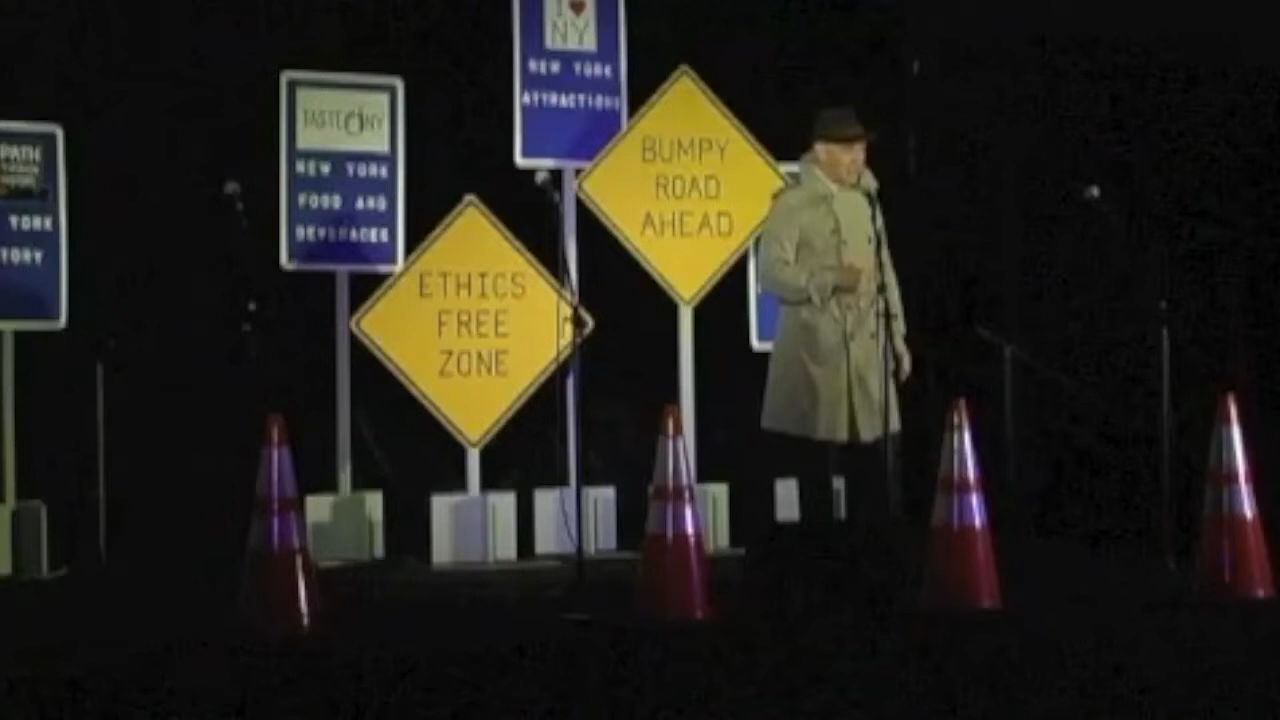 PATH
YORK
TORY
TASTE NY
NEW YORK
FOOD AND
BEVERAGES
ETHICS
FREE
ZONE
I ♥
NY
NEW YORK
ATTRACTIONS
BUMPY
ROAD
AHEAD